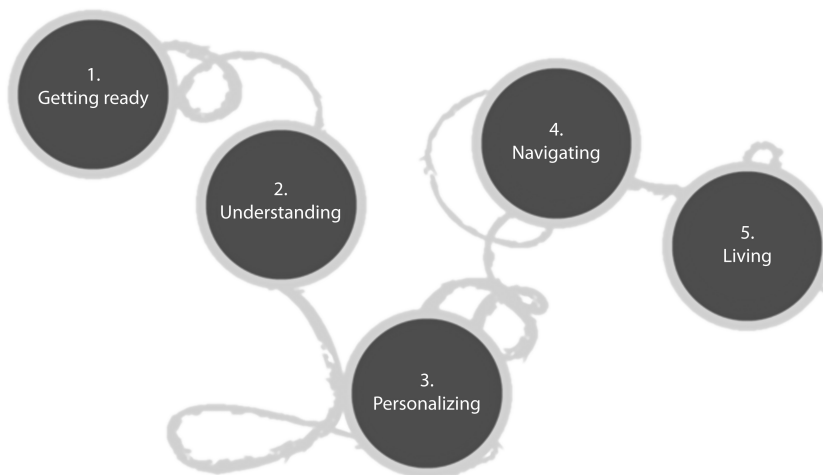 1.
Getting ready
2.
Understanding
3.
Personalizing
4.
Navigating
5.
Living